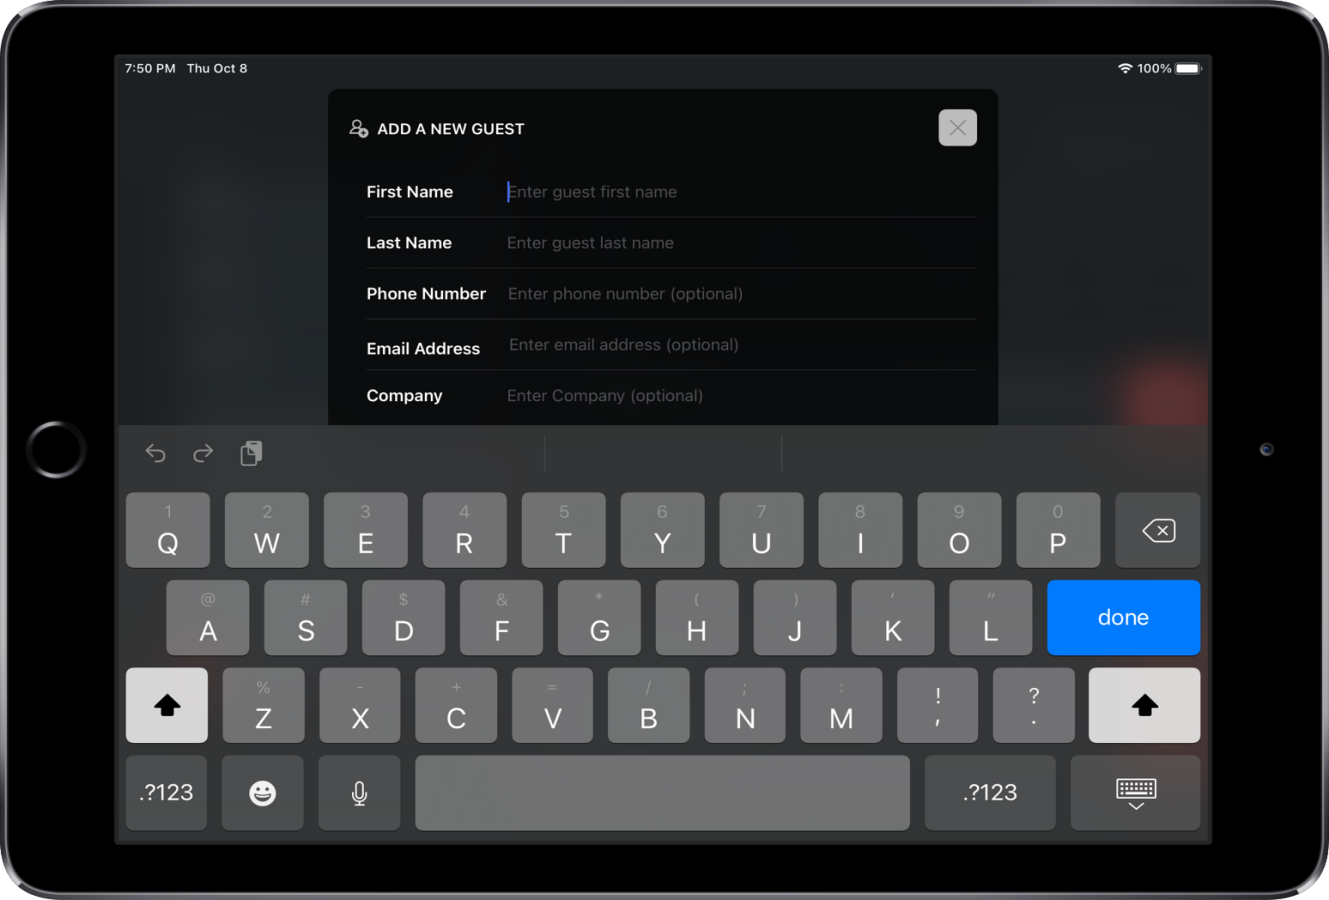 7:50 PM Thu Oct 8 100%
ADD A NEW GUEST
First Name Enter guest first name
Last Name Enter guest last name
Phone Number Enter phone number (optional)
Email Address Enter email address (optional)
Company Enter Company (optional)
1 2 3 4 5 6 7 8 9 0
Q W E R T Y U I O P
@ # $ & * ( ) ' "
A S D F G H J K L done
% - + = / ; : ! ?
Z X C V B N M , .
.?123 .?123